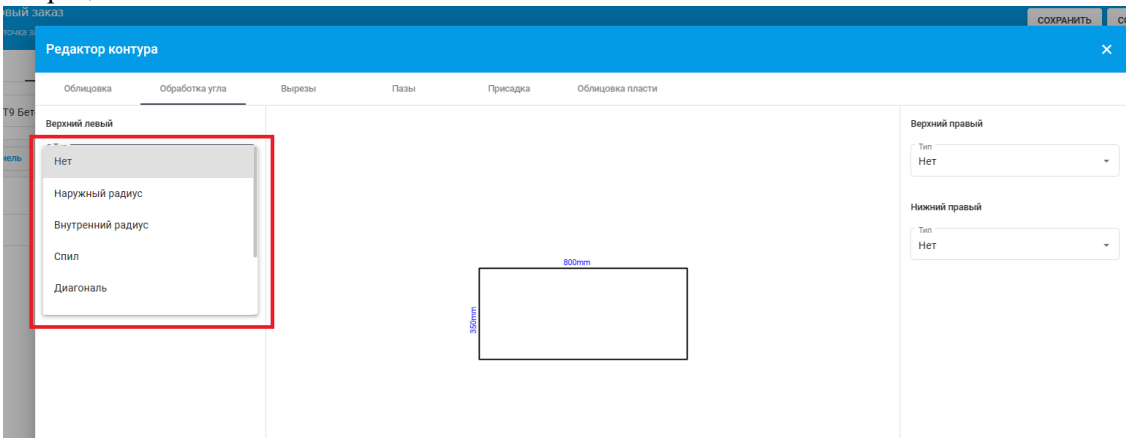 заказ
СОХРАНИТЬ
Редактор контура
Облицовка Обработка угла Вырезы Пазы Присадка Облицовка пласти
Верхний левый
Нет
Наружный радиус
Внутренний радиус
Спил
Диагональ
800mm
350mm
Верхний правый
Тип
Нет
Нижний правый
Тип
Нет